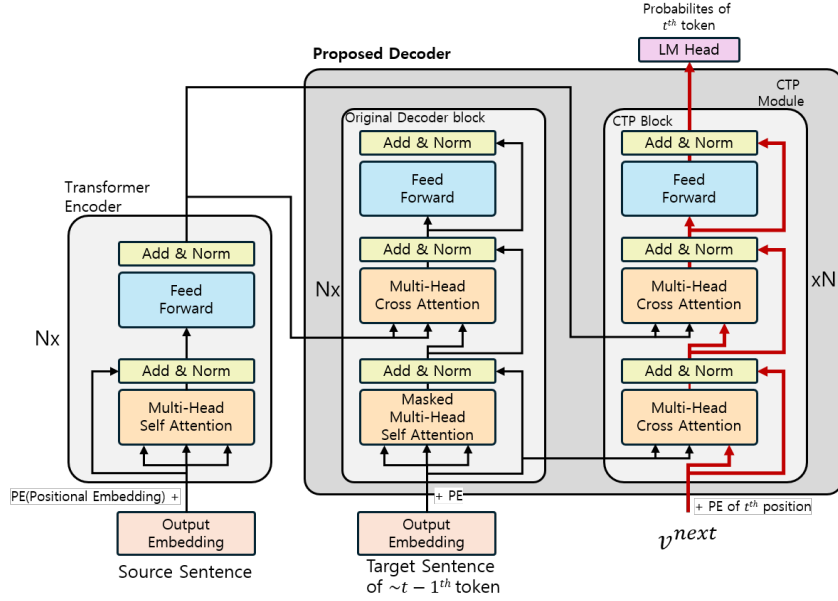 Probabilites of
t^th token
LM Head
Proposed Decoder
CTP
Module
Original Decoder block
CTP Block
Add & Norm
Add & Norm
Feed
Forward
Feed
Forward
Transformer
Encoder
Add & Norm
Add & Norm
Add & Norm
Feed
Forward
Multi-Head
Cross Attention
Multi-Head
Cross Attention
Nx
Nx
xN
Add & Norm
Add & Norm
Add & Norm
Multi-Head
Self Attention
Masked
Multi-Head
Self Attention
Multi-Head
Cross Attention
PE(Positional Embedding) +
+ PE
+ PE of t^th position
Output
Embedding
Output
Embedding
v^next
Source Sentence
Target Sentence
of ~t − 1^th token